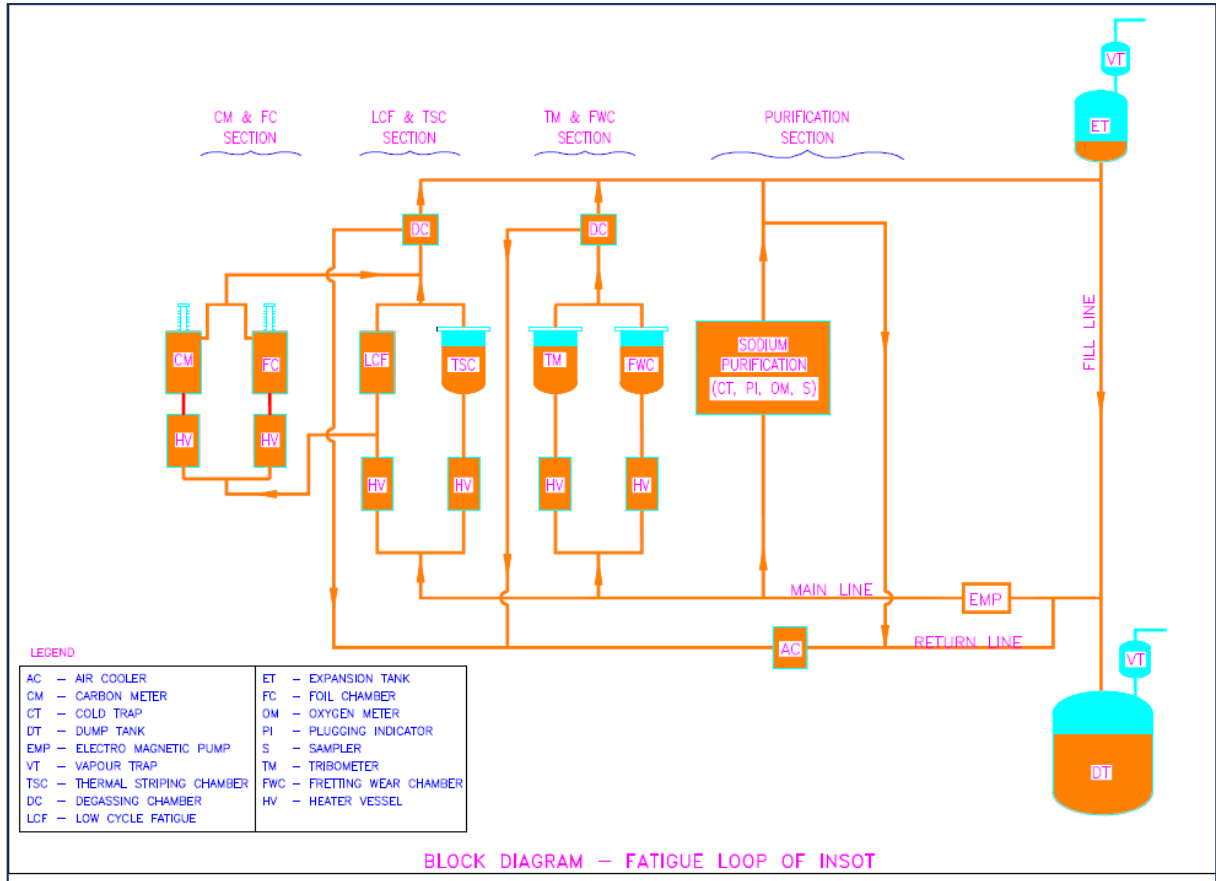 VT
ET
CM & FC
SECTION
LCF & TSC
SECTION
TM & FWC
SECTION
PURIFICATION
SECTION
DC
DC
FILL LINE
CM
FC
LCF
TSC
TM
FWC
SODIUM
PURIFICATION
(CT, PI, OM, S)
HV
HV
HV
HV
HV
HV
MAIN LINE
EMP
AC
RETURN LINE
VT
DT
LEGEND
AC – AIR COOLER
CM – CARBON METER
CT – COLD TRAP
DT – DUMP TANK
EMP – ELECTRO MAGNETIC PUMP
VT – VAPOUR TRAP
TSC – THERMAL STRIPING CHAMBER
DC – DEGASSING CHAMBER
LCF – LOW CYCLE FATIGUE
ET – EXPANSION TANK
FC – FOIL CHAMBER
OM – OXYGEN METER
PI – PLUGGING INDICATOR
S – SAMPLER
TM – TRIBOMETER
FWC – FRETTING WEAR CHAMBER
HV – HEATER VESSEL
BLOCK DIAGRAM – FATIGUE LOOP OF INSOT